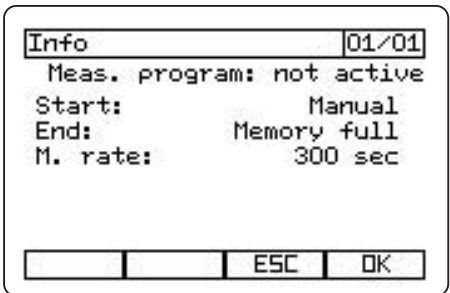 Info 01/01
Meas. program: not active
Start: Manual
End: Memory full
M. rate: 300 sec
ESC OK